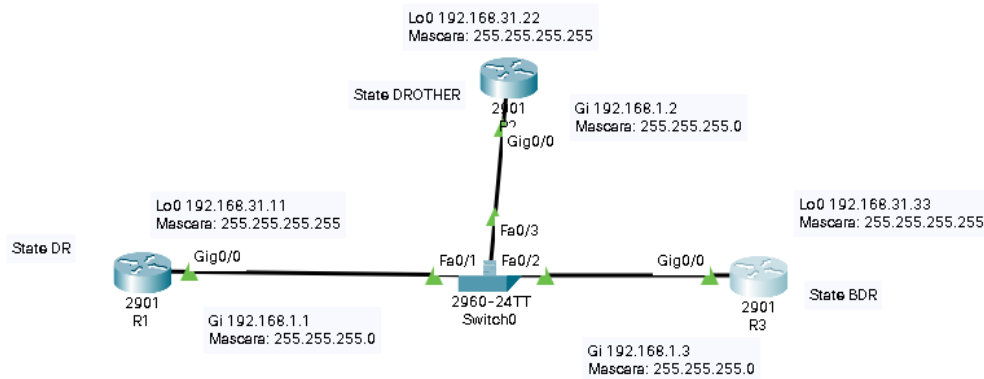 Lo0 192.168.31.22
Mascara: 255.255.255.255
State DROTHER
2901
Gi 192.168.1.2
Mascara: 255.255.255.0
Gig0/0
Lo0 192.168.31.11
Mascara: 255.255.255.255
Lo0 192.168.31.33
Mascara: 255.255.255.255
State DR
Gig0/0
Fa0/3
Fa0/1
Fa0/2
Gig0/0
2901
R1
2960-24TT
Switch0
State BDR
2901
R3
Gi 192.168.1.1
Mascara: 255.255.255.0
Gi 192.168.1.3
Mascara: 255.255.255.0